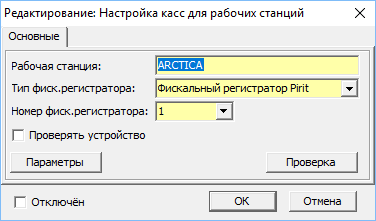 Редактирование: Настройка касс для рабочих станций
Основные
Рабочая станция: ARCTICA
Тип фиск.регистратора: Фискальный регистратор Pirit
Номер фиск.регистратора: 1
Проверять устройство
Параметры Проверка
Отключён OK Отмена